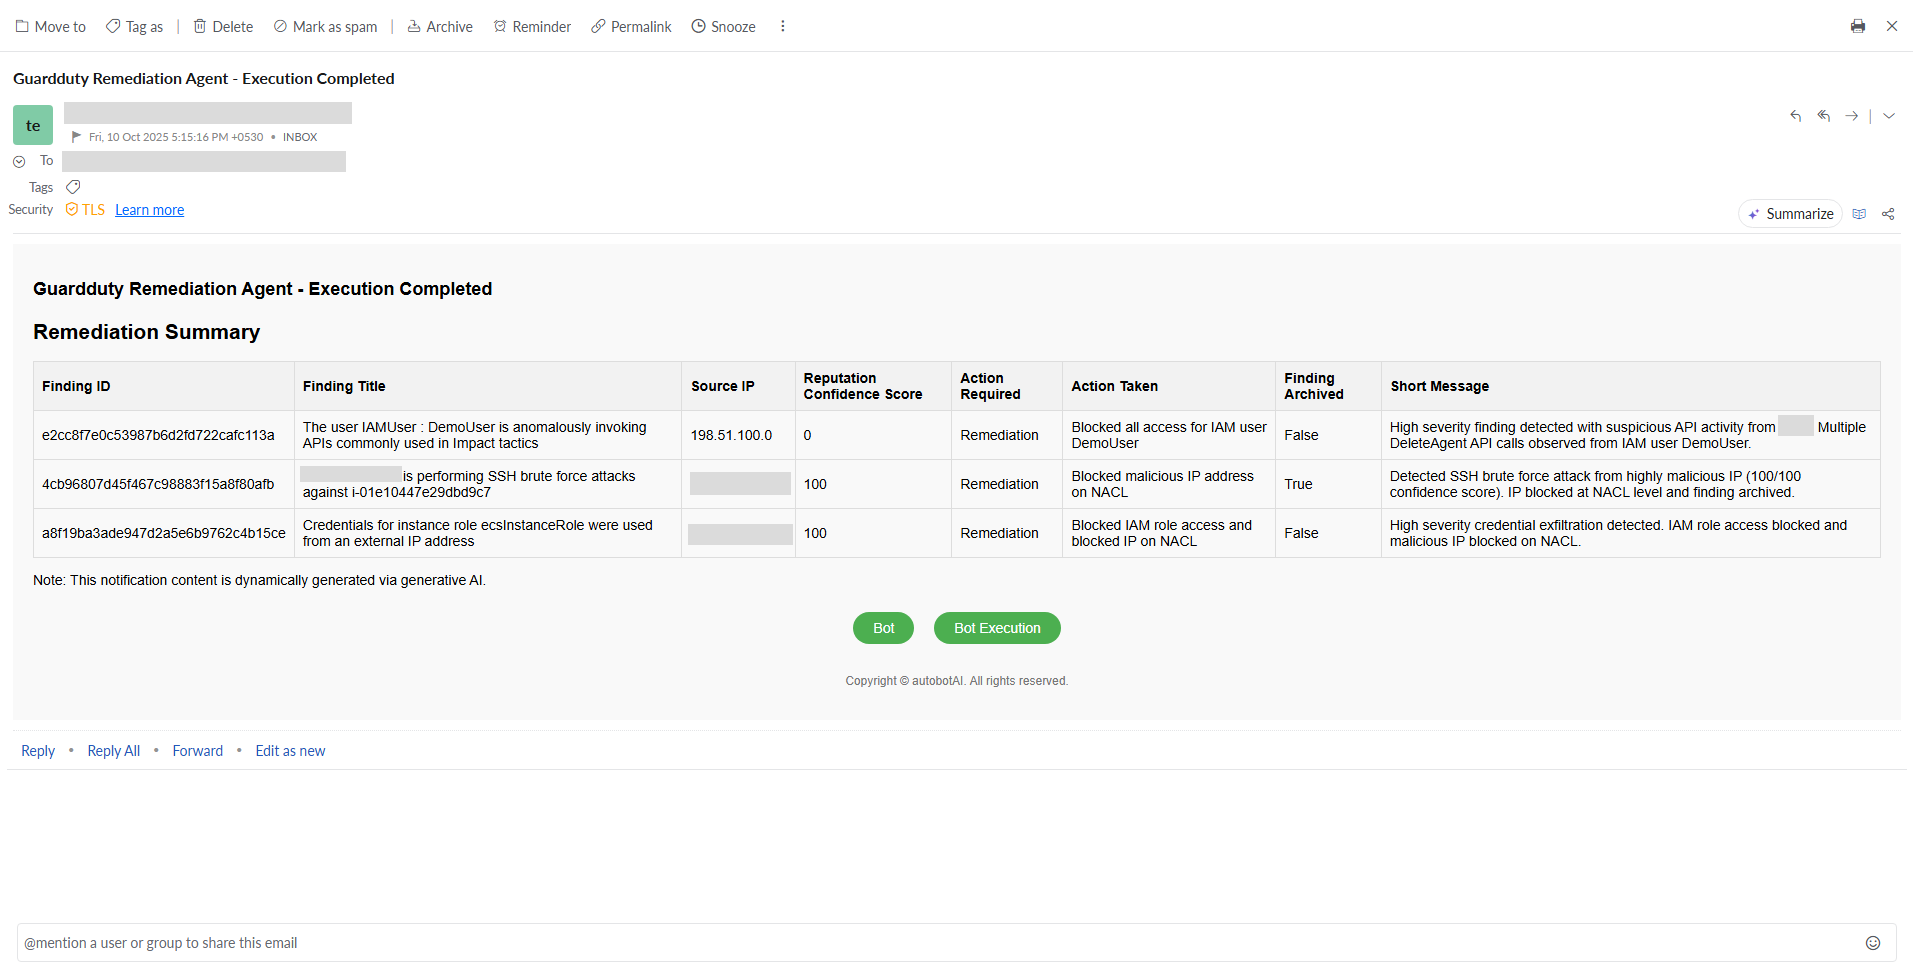 Move to Tag as | Delete Mark as spam | Archive Reminder Permalink Snooze
Guardduty Remediation Agent - Execution Completed
te
Fri, 10 Oct 2025 5:15:16 PM +0530 • INBOX
To
Tags
Security TLS Learn more
Summarize
Guardduty Remediation Agent - Execution Completed
Remediation Summary
Finding ID
Finding Title
Source IP
Reputation
Confidence Score
Action
Required
Action Taken
Finding
Archived
Short Message
e2cc8f7e0c53987b6d2fd722cafc113a
The user IAMUser : DemoUser is anomalously invoking
APIs commonly used in Impact tactics
198.51.100.0
0
Remediation
Blocked all access for IAM user
DemoUser
False
High severity finding detected with suspicious API activity from Multiple
DeleteAgent API calls observed from IAM user DemoUser.
4cb96807d45f467c98883f15a8f80afb
is performing SSH brute force attacks
against i-01e10447e29dbd9c7
100
Remediation
Blocked malicious IP address
on NACL
True
Detected SSH brute force attack from highly malicious IP (100/100
confidence score). IP blocked at NACL level and finding archived.
a8f19ba3ade947d2a5e6b9762c4b15ce
Credentials for instance role ecsInstanceRole were used
from an external IP address
100
Remediation
Blocked IAM role access and
blocked IP on NACL
False
High severity credential exfiltration detected. IAM role access blocked and
malicious IP blocked on NACL.
Note: This notification content is dynamically generated via generative AI.
Bot Bot Execution
Copyright © autobotAI. All rights reserved.
Reply • Reply All • Forward • Edit as new
@mention a user or group to share this email